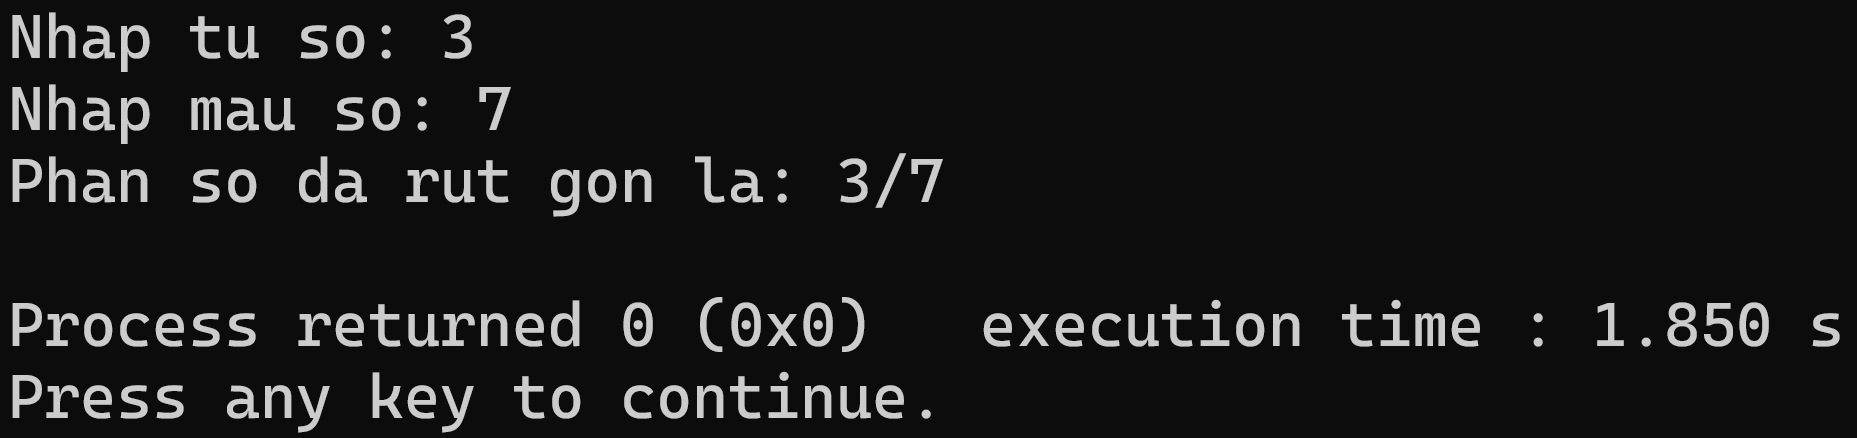 Nhap tu so: 3
Nhap mau so: 7
Phan so da rut gon la: 3/7

Process returned 0 (0x0)   execution time : 1.850 s
Press any key to continue.